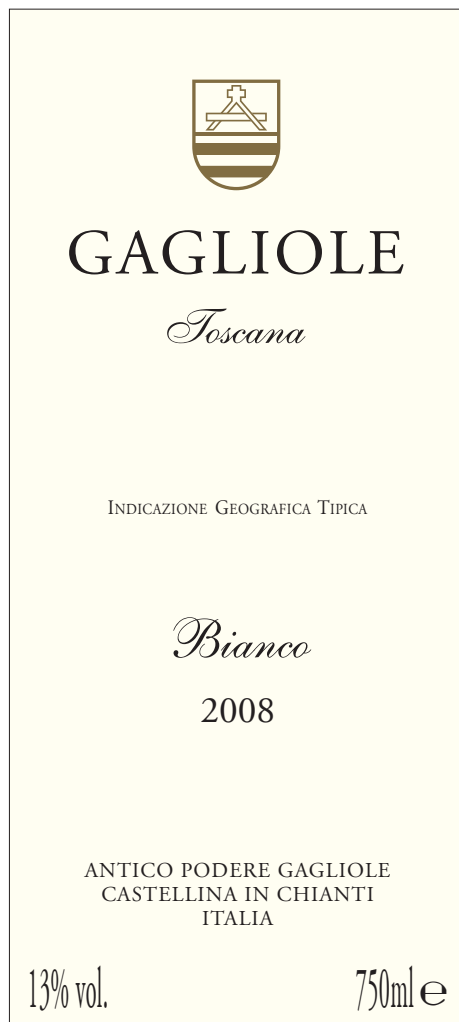 GAGLIOLE
Toscana
Indicazione Geografica Tipica
Bianco
2008
ANTICO PODERE GAGLIOLE
CASTELLINA IN CHIANTI
ITALIA
13% vol. 750ml ℮